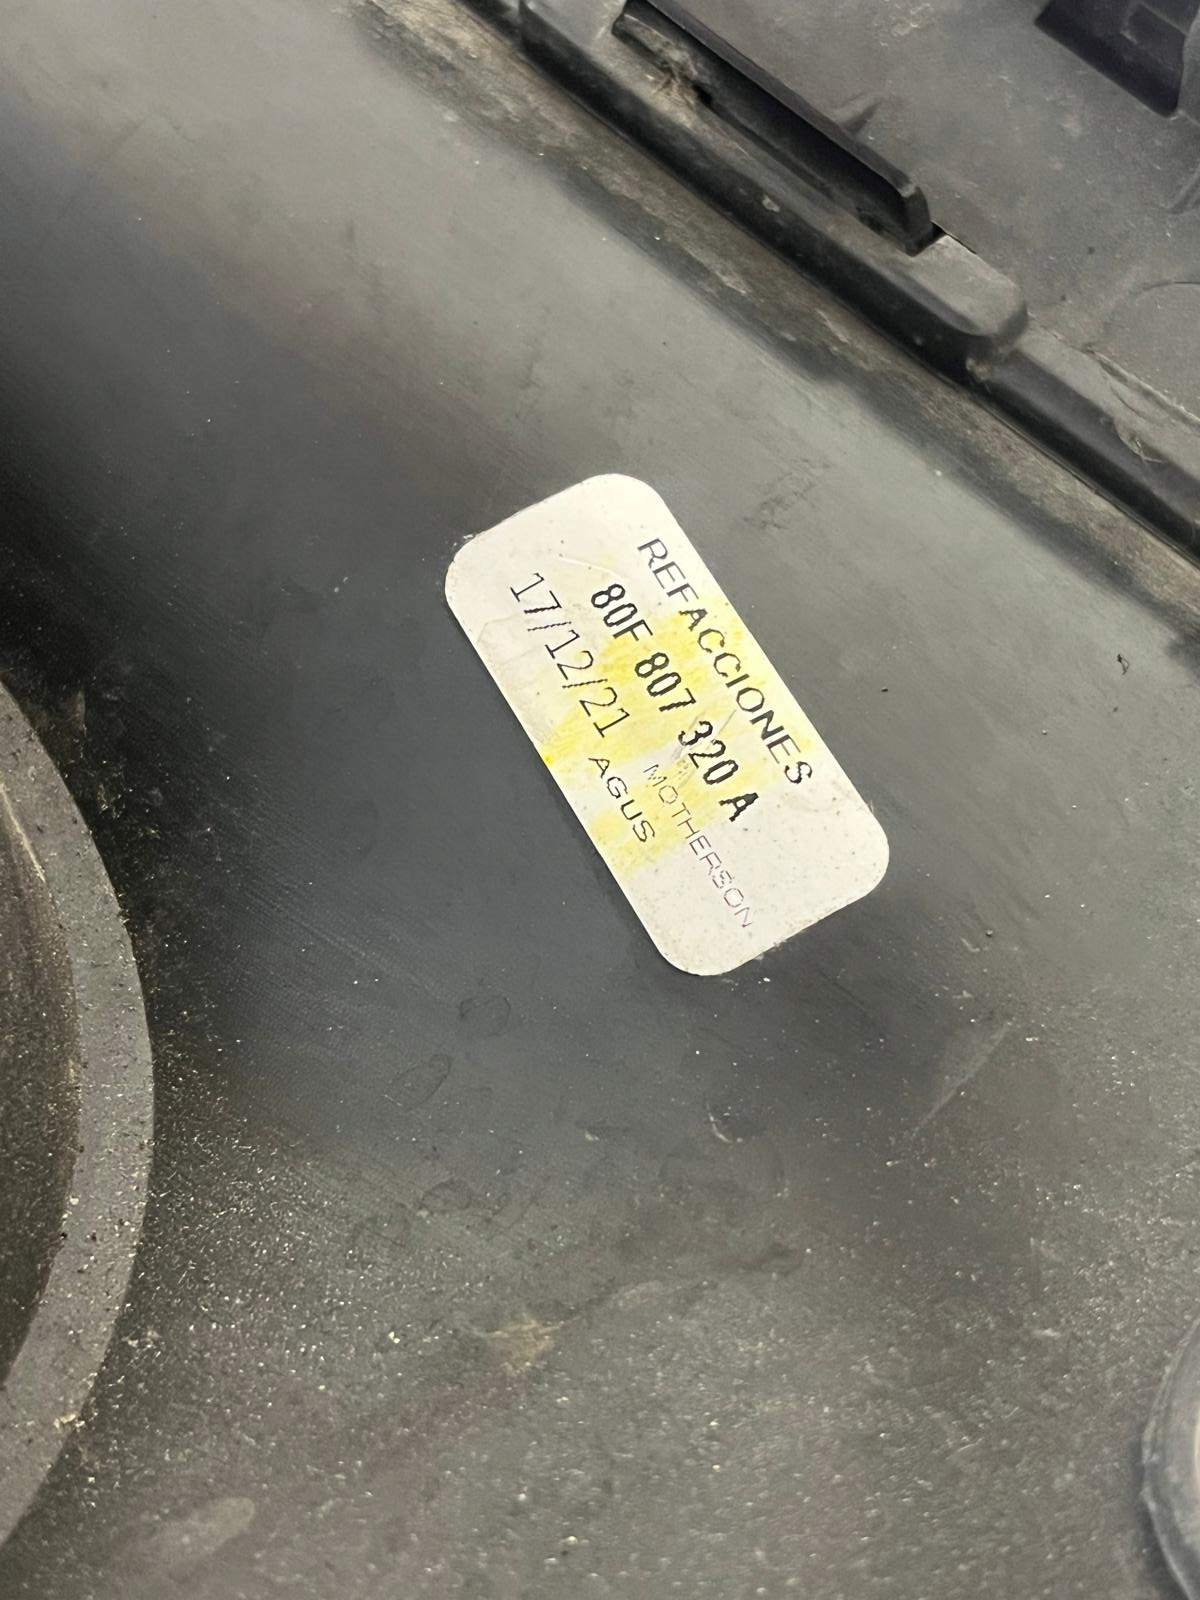 REFACCIONES
80F 807 320 A
MOTHERSON
17/12/21 AGUS